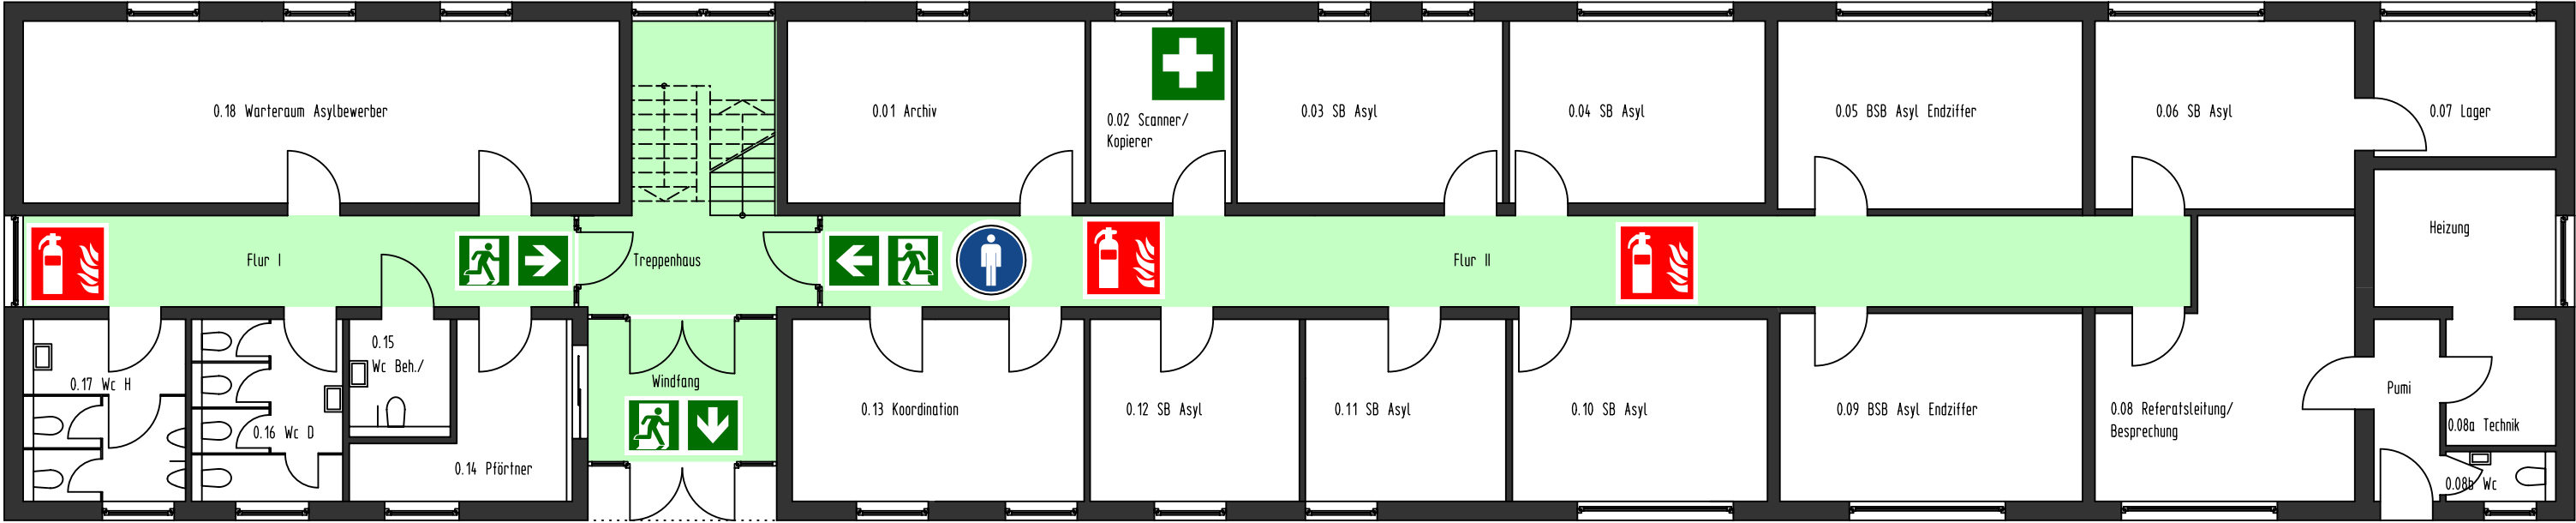 0.18 Warteraum Asylbewerber
0.01 Archiv
0.02 Scanner/
Kopierer
0.03 SB Asyl
0.04 SB Asyl
0.05 BSB Asyl Endziffer
0.06 SB Asyl
0.07 Lager
Flur I
Treppenhaus
Flur II
Heizung
0.17 Wc H
0.16 Wc D
0.15
Wc Beh./
0.14 Pförtner
Windfang
0.13 Koordination
0.12 SB Asyl
0.11 SB Asyl
0.10 SB Asyl
0.09 BSB Asyl Endziffer
0.08 Referatsleitung/
Besprechung
Pumi
0.08a Technik
0.08b Wc